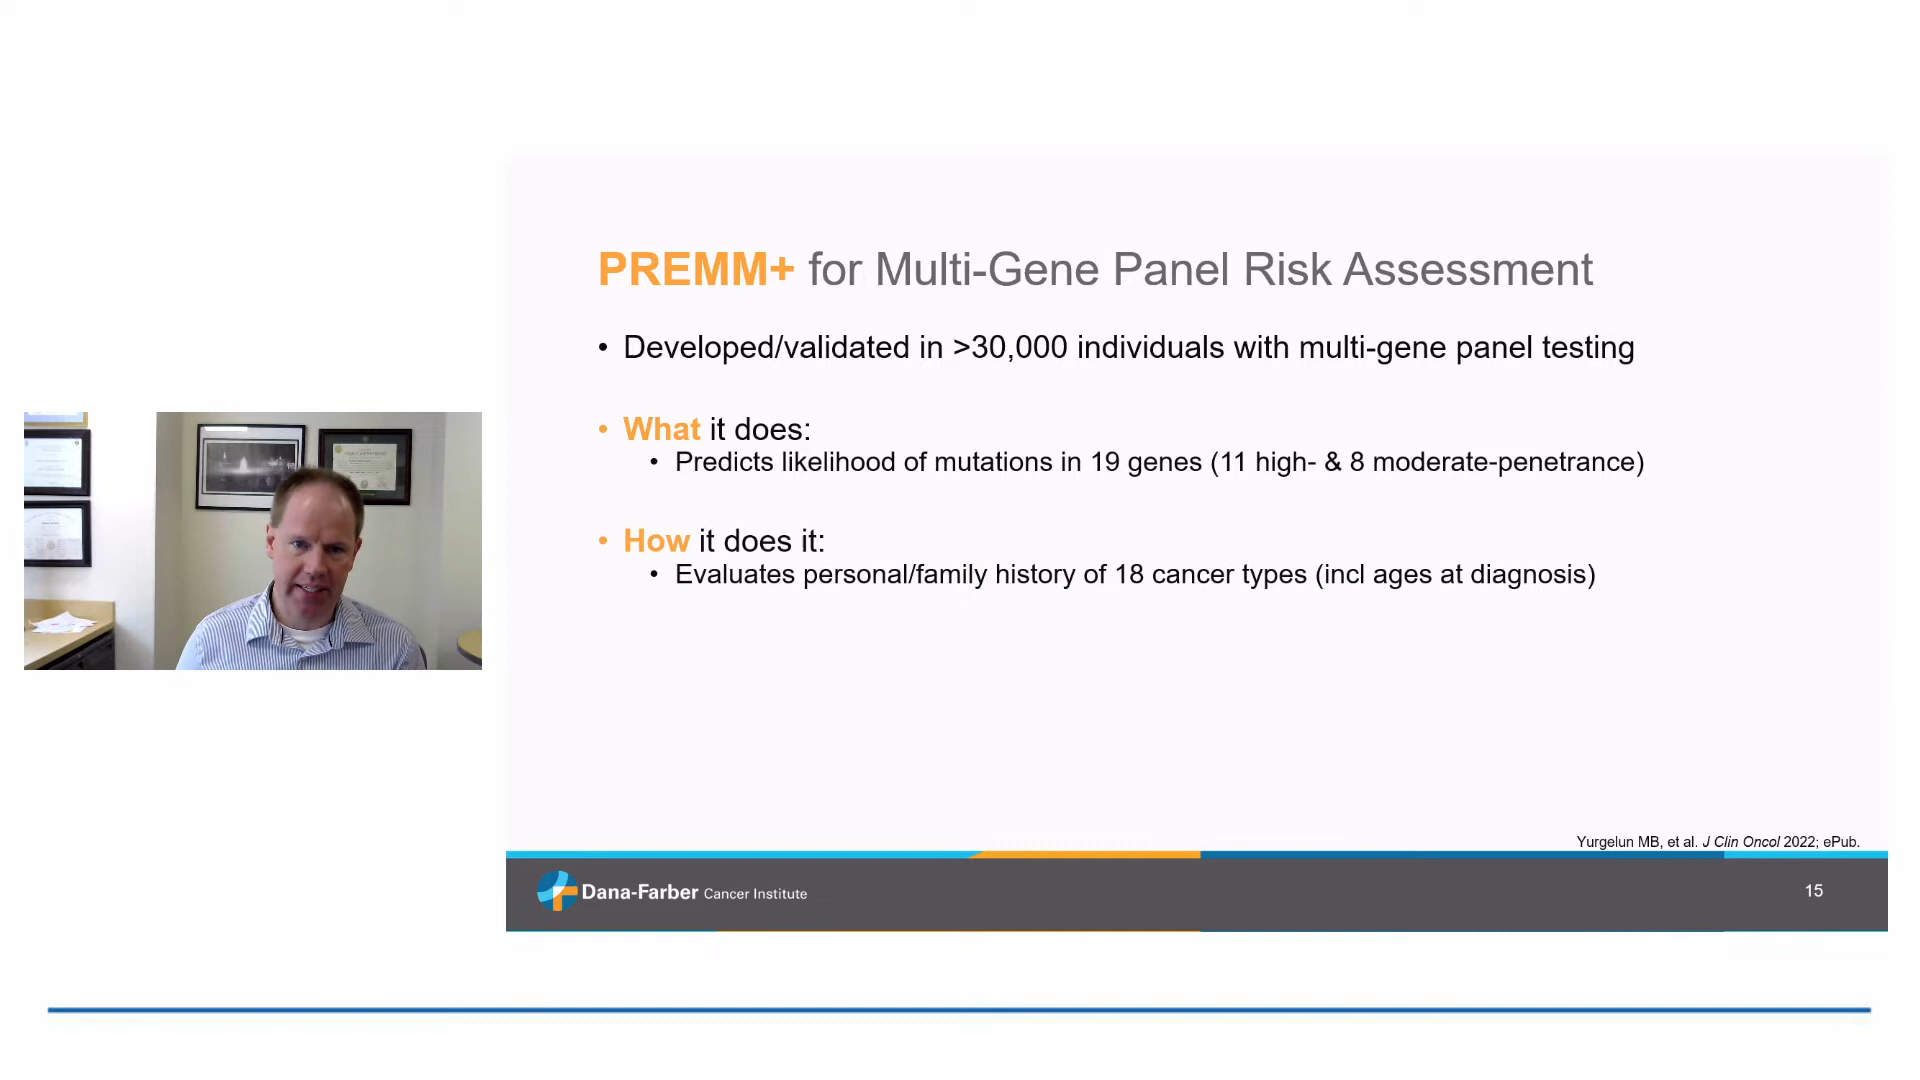 PREMM+ for Multi-Gene Panel Risk Assessment
• Developed/validated in >30,000 individuals with multi-gene panel testing
• What it does:
• Predicts likelihood of mutations in 19 genes (11 high- & 8 moderate-penetrance)
• How it does it:
• Evaluates personal/family history of 18 cancer types (incl ages at diagnosis)
Yurgelun MB, et al. J Clin Oncol 2022; ePub.
Dana-Farber Cancer Institute
15